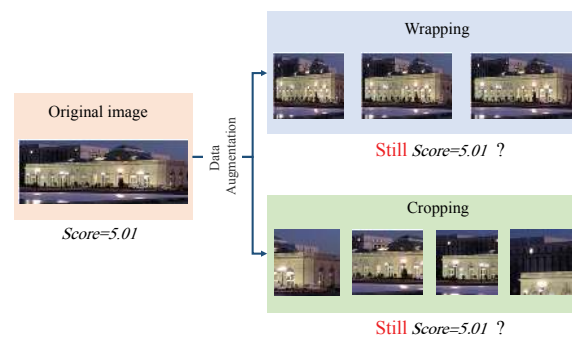 Original image
Score=5.01
Data
Augmentation
Wrapping
Still Score=5.01 ?
Cropping
Still Score=5.01 ?